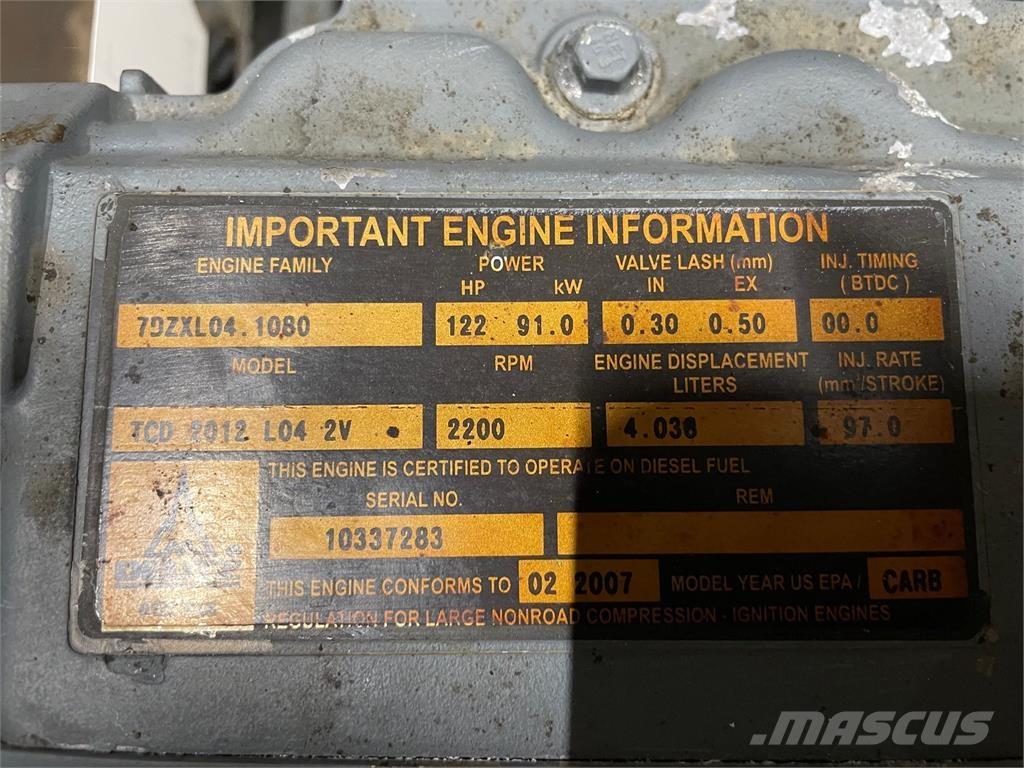 IMPORTANT ENGINE INFORMATION
ENGINE FAMILY POWER VALVE LASH (mm) INJ. TIMING
HP kW IN EX (BTDC)
7DZXL04.1080 122 91.0 0.30 0.50 00.0
MODEL RPM ENGINE DISPLACEMENT INJ. RATE
LITERS (mm³/STROKE)
TCD 2012 L04 2V 2200 4.038 97.0
THIS ENGINE IS CERTIFIED TO OPERATE ON DIESEL FUEL
SERIAL NO. REM
10337283
THIS ENGINE CONFORMS TO 02 2007 MODEL YEAR US EPA / CARB
REGULATION FOR LARGE NONROAD COMPRESSION - IGNITION ENGINES
MASCUS